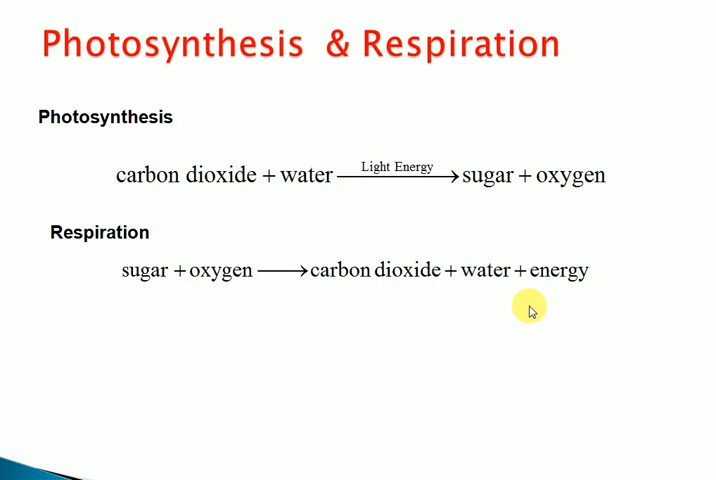 Photosynthesis & Respiration
Photosynthesis
carbon dioxide + water ⟶ sugar + oxygen
Light Energy
Respiration
sugar + oxygen ⟶ carbon dioxide + water + energy